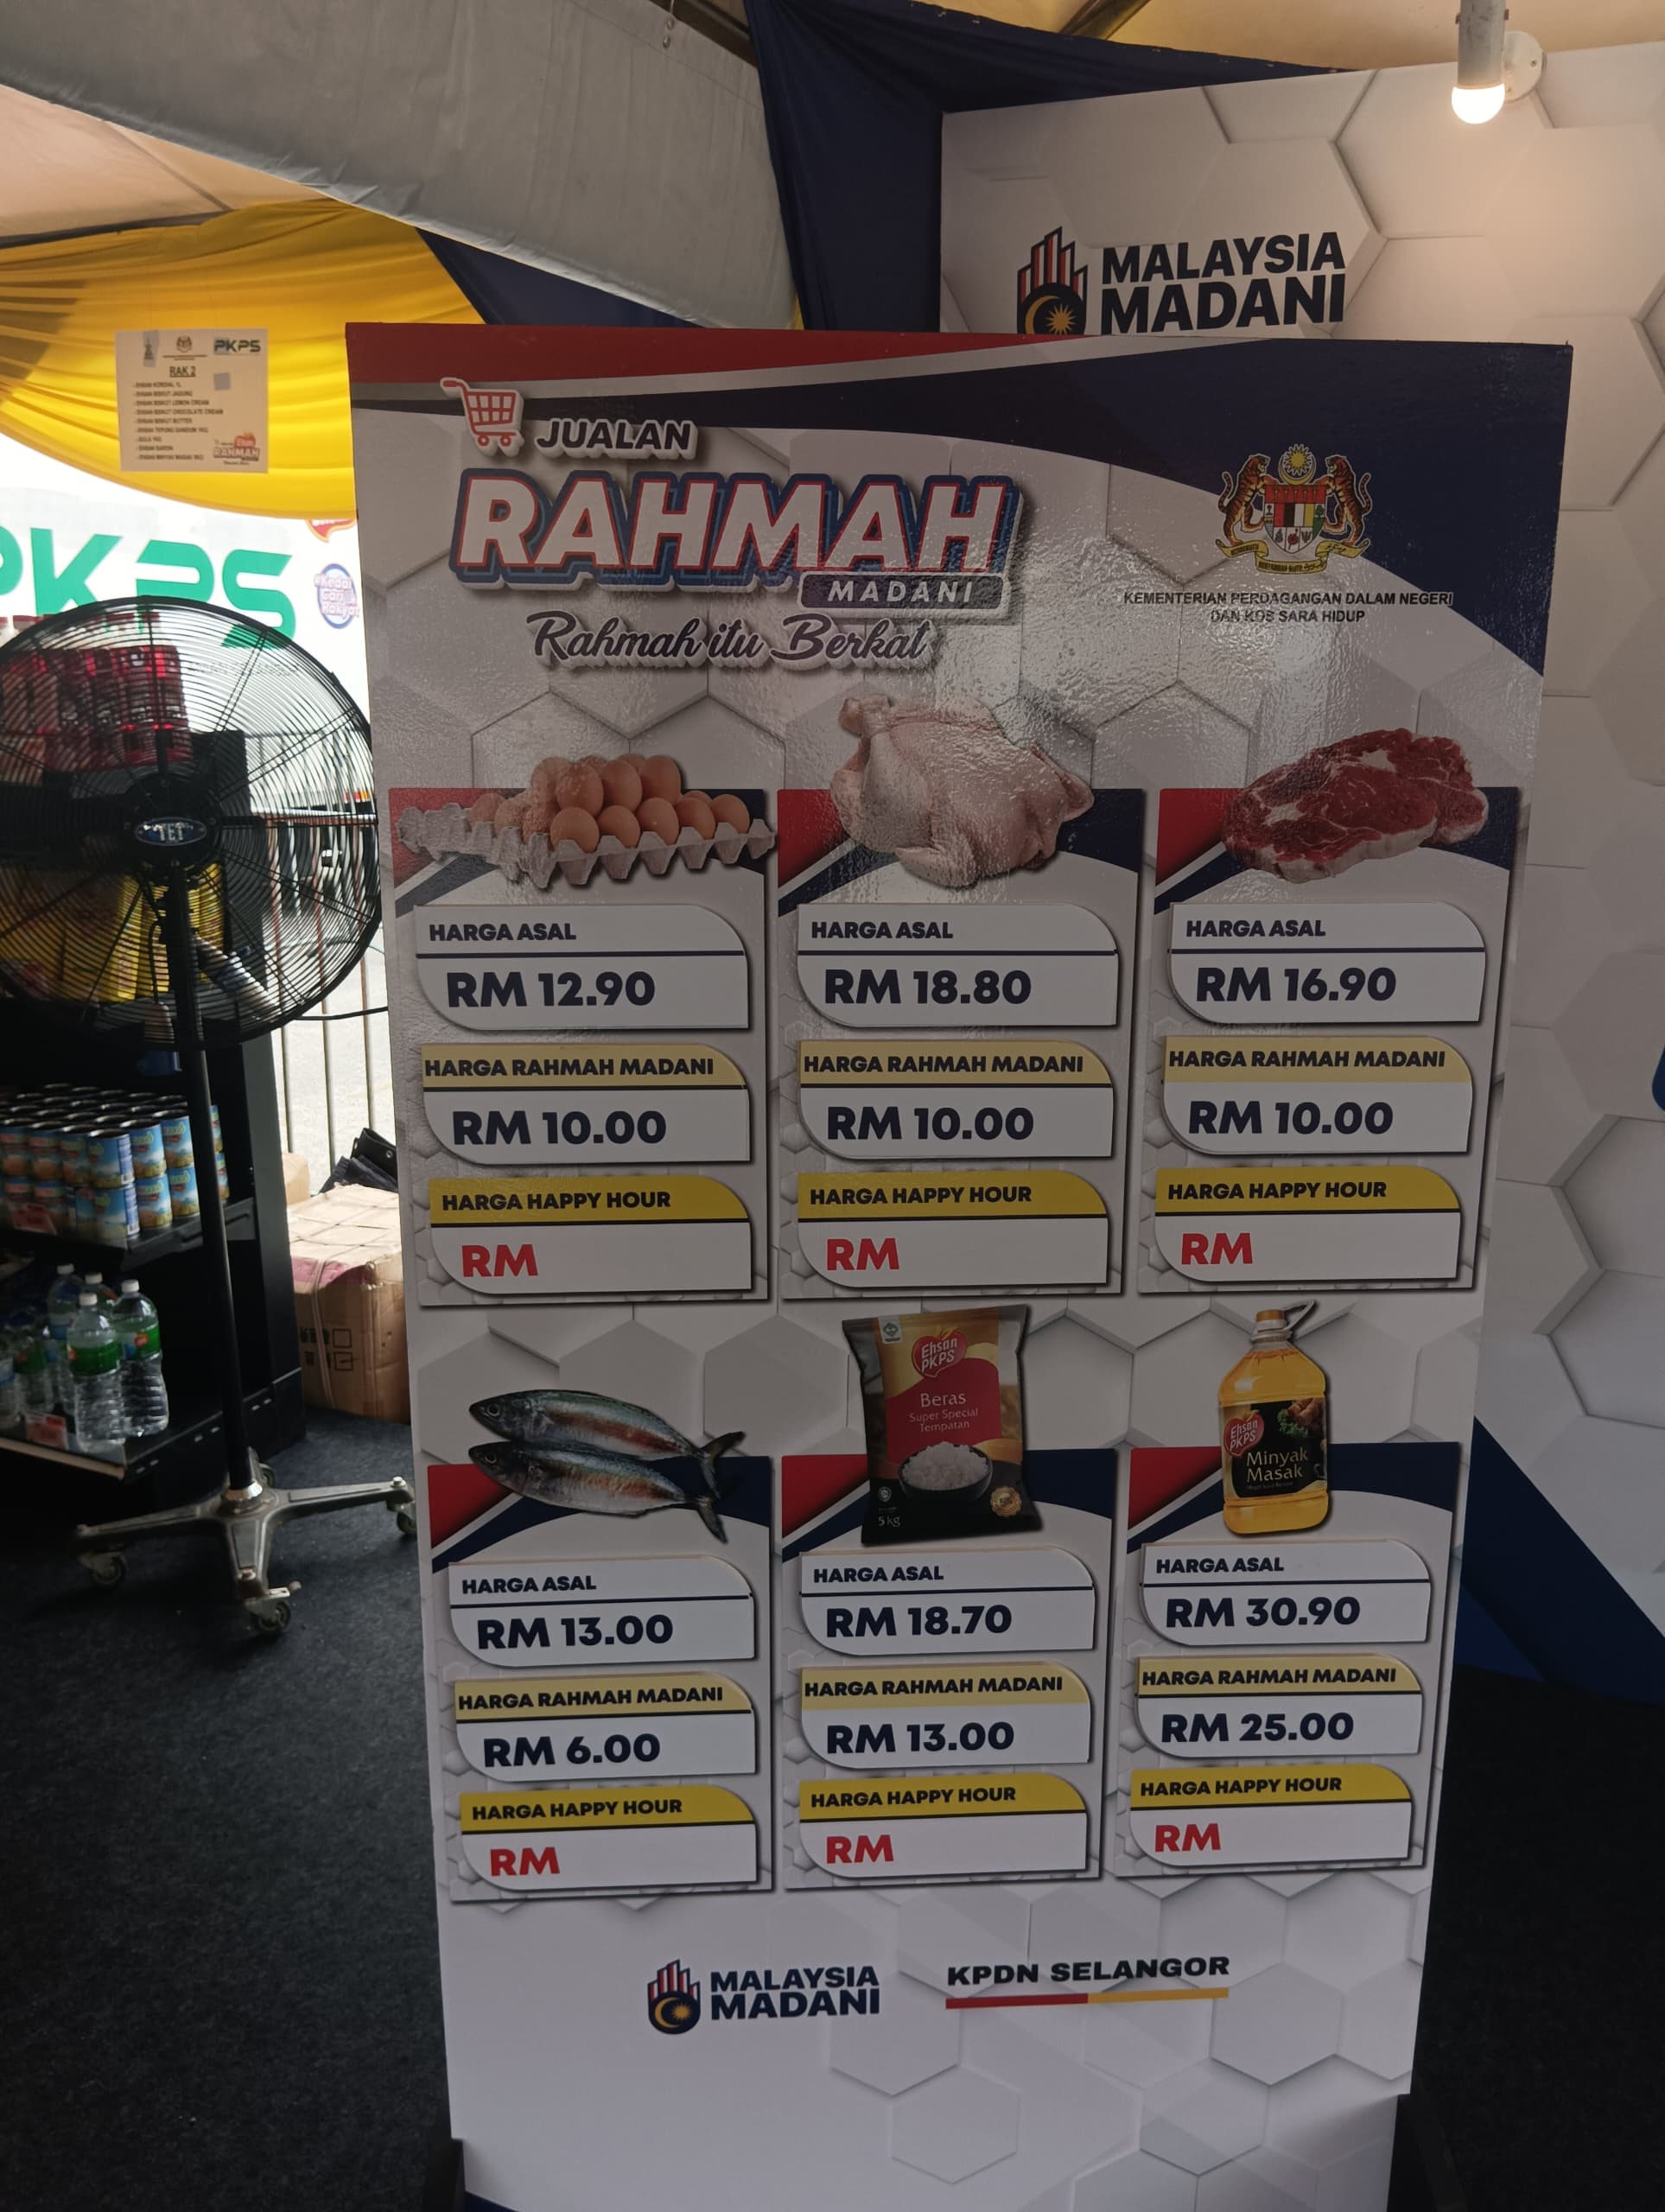 MALAYSIA
MADANI
PKPS
RAK 2
PKPS
TET
JUALAN
RAHMAH
MADANI
Rahmah itu Berkat
KEMENTERIAN PERDAGANGAN DALAM NEGERI
DAN KOS SARA HIDUP
HARGA ASAL
RM 12.90
HARGA RAHMAH MADANI
RM 10.00
HARGA HAPPY HOUR
RM
HARGA ASAL
RM 18.80
HARGA RAHMAH MADANI
RM 10.00
HARGA HAPPY HOUR
RM
HARGA ASAL
RM 16.90
HARGA RAHMAH MADANI
RM 10.00
HARGA HAPPY HOUR
RM
HARGA ASAL
RM 13.00
HARGA RAHMAH MADANI
RM 6.00
HARGA HAPPY HOUR
RM
Ehsan
PKPS
Beras
Super Special
Tempatan
5kg
HARGA ASAL
RM 18.70
HARGA RAHMAH MADANI
RM 13.00
HARGA HAPPY HOUR
RM
Ehsan
PKPS
Minyak
Masak
HARGA ASAL
RM 30.90
HARGA RAHMAH MADANI
RM 25.00
HARGA HAPPY HOUR
RM
MALAYSIA
MADANI
KPDN SELANGOR